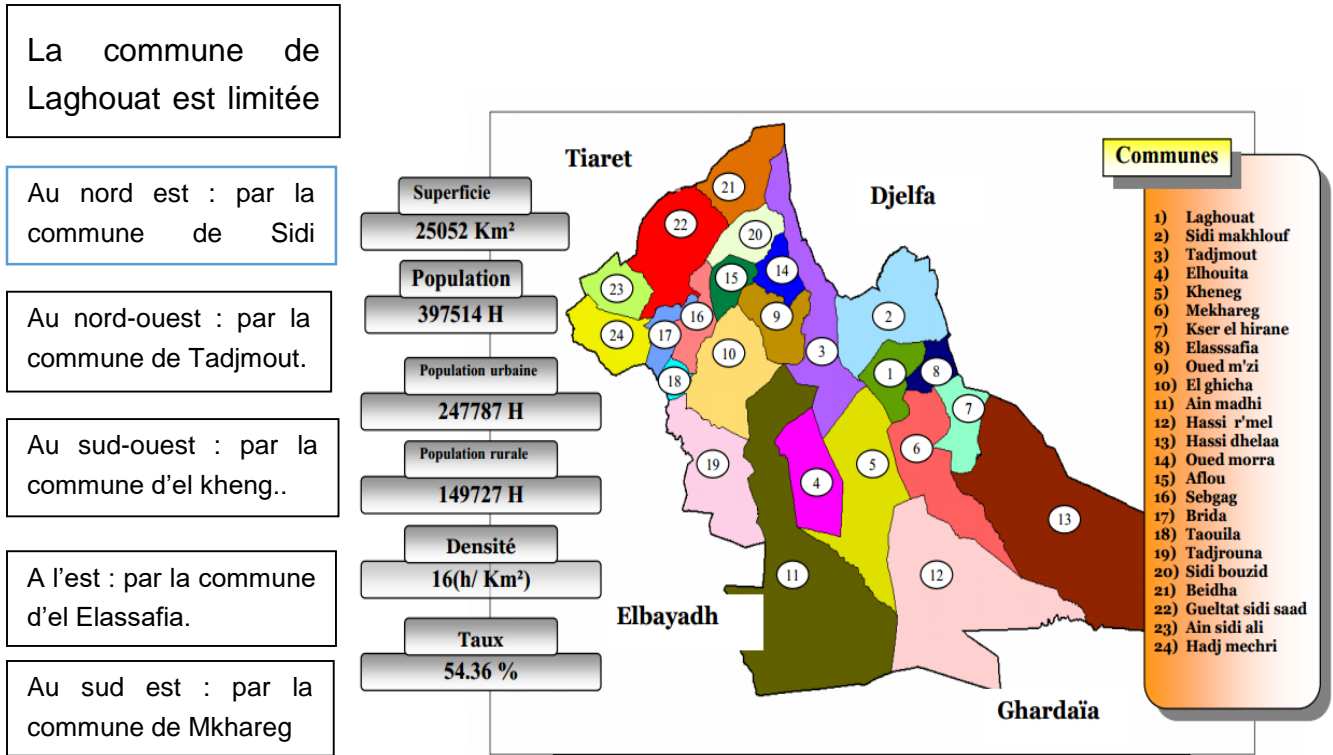 La commune de
Laghouat est limitée
Au nord est : par la
commune de Sidi
Au nord-ouest : par la
commune de Tadjmout.
Au sud-ouest : par la
commune d'el kheng..
A l'est : par la commune
d'el Elassafia.
Au sud est : par la
commune de Mkhareg
Superficie
25052 Km²
Population
397514 H
Population urbaine
247787 H
Population rurale
149727 H
Densité
16(h/ Km²)
Taux
54.36 %
Tiaret
Djelfa
Elbayadh
Ghardaïa
21
22
20
23
15
14
16
9
2
24
17
10
3
1
8
18
7
19
4
5
6
13
11
12
Communes
1) Laghouat
2) Sidi makhlouf
3) Tadjmout
4) Elhouita
5) Kheneg
6) Mekhareg
7) Kser el hirane
8) Elasssafia
9) Oued m'zi
10) El ghicha
11) Ain madhi
12) Hassi r'mel
13) Hassi dhelaa
14) Oued morra
15) Aflou
16) Sebgag
17) Brida
18) Taouila
19) Tadjrouna
20) Sidi bouzid
21) Beidha
22) Gueltat sidi saad
23) Ain sidi ali
24) Hadj mechri